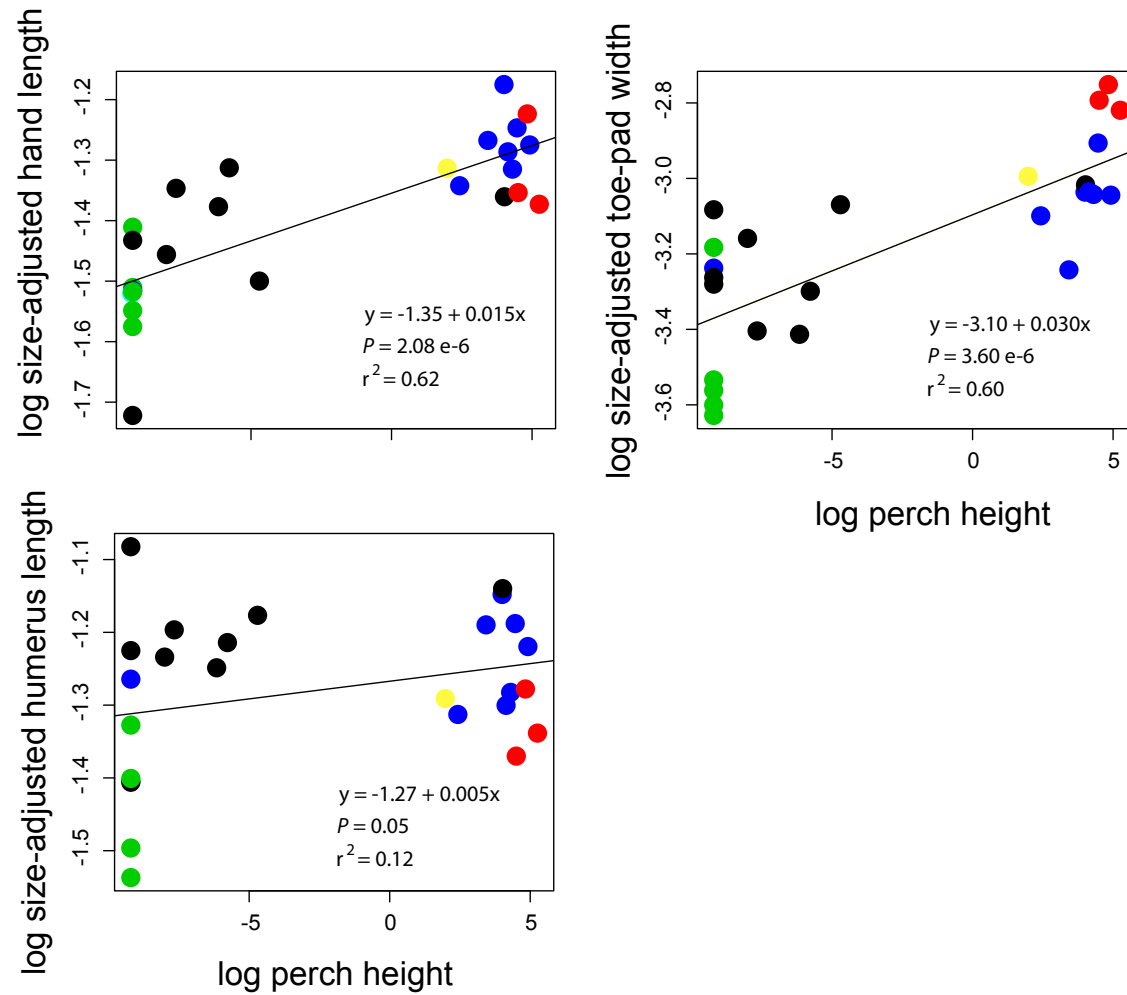 log size-adjusted hand length
-1.2
-1.3
-1.4
-1.5
-1.6
-1.7
y = -1.35 + 0.015x
P = 2.08 e-6
r² = 0.62
log size-adjusted toe-pad width
-2.8
-3.0
-3.2
-3.4
-3.6
y = -3.10 + 0.030x
P = 3.60 e-6
r² = 0.60
-5 0 5
log perch height
log size-adjusted humerus length
-1.1
-1.2
-1.3
-1.4
-1.5
y = -1.27 + 0.005x
P = 0.05
r² = 0.12
-5 0 5
log perch height